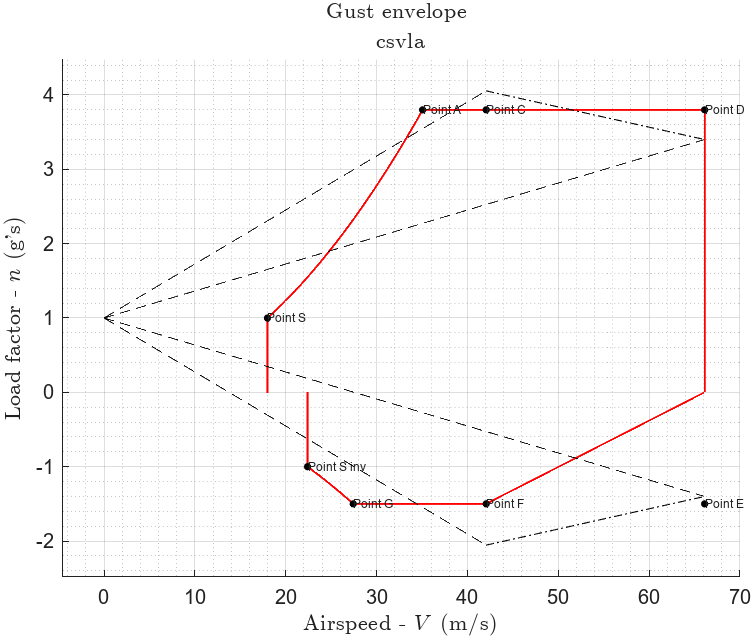 Gust envelope
csvla
Load factor - n (g's)
4
3
2
1
0
-1
-2
Point A
Point C
Point D
Point S
Point S inv
Point G
Point F
Point E
0 10 20 30 40 50 60 70
Airspeed - V (m/s)